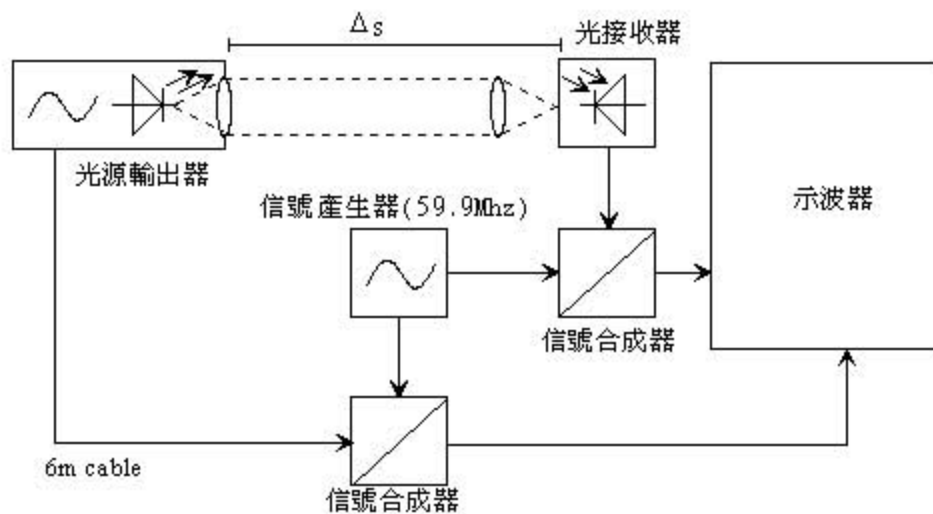 Δs
光接收器
光源輸出器
信號產生器(59.9Mhz)
示波器
信號合成器
6m cable
信號合成器